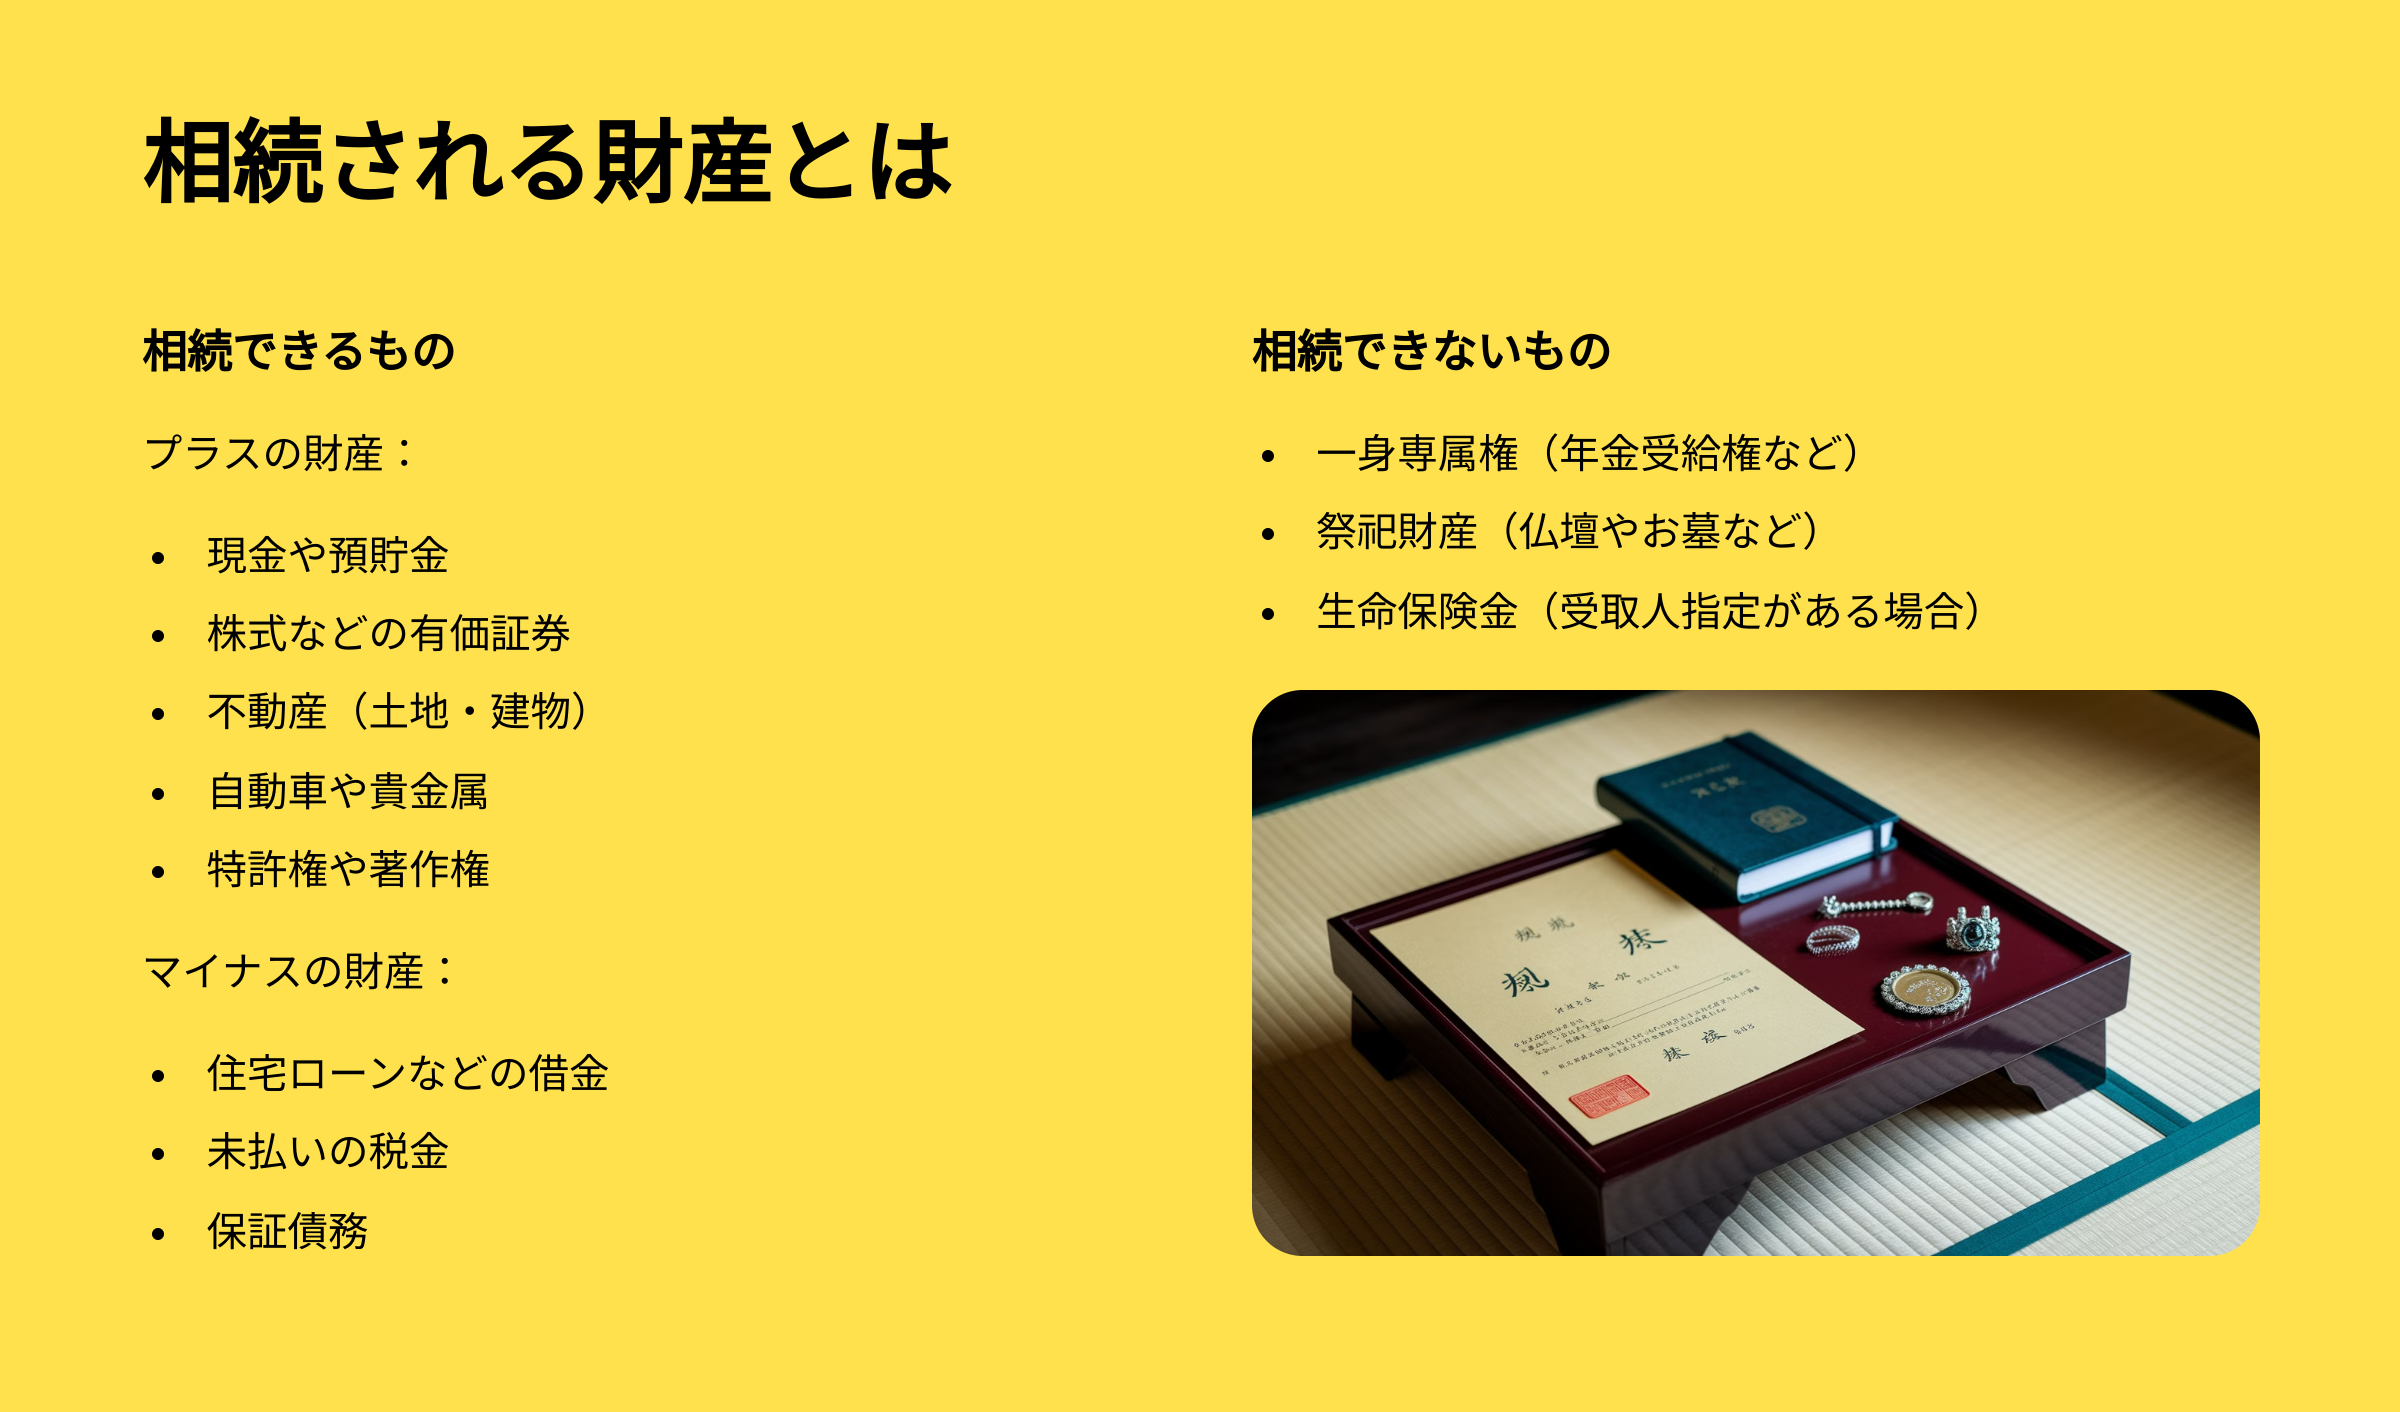 相続される財産とは
相続できるもの
プラスの財産：
現金や預貯金
株式などの有価証券
不動産（土地・建物）
自動車や貴金属
特許権や著作権
マイナスの財産：
住宅ローンなどの借金
未払いの税金
保証債務
相続できないもの
一身専属権（年金受給権など）
祭祀財産（仏壇やお墓など）
生命保険金（受取人指定がある場合）